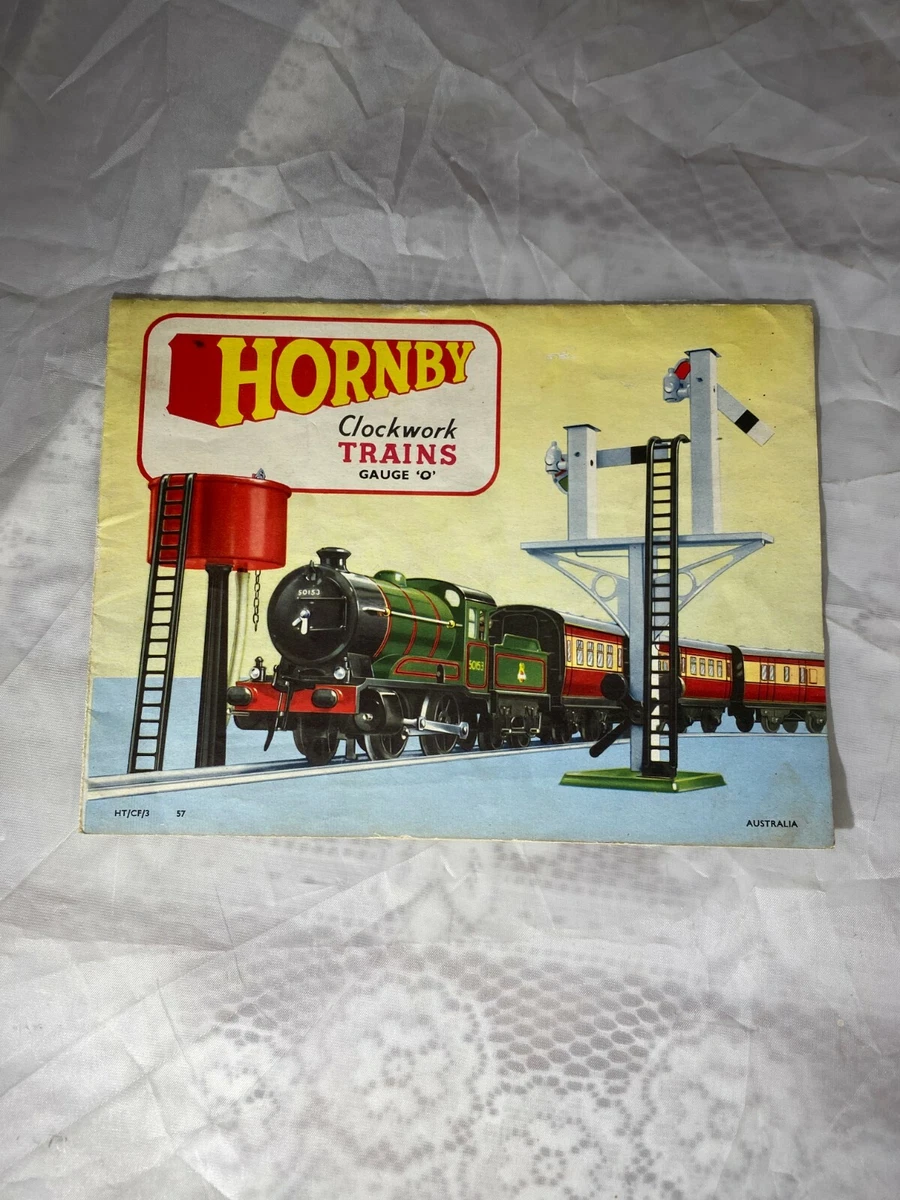 HORNBY
Clockwork
TRAINS
GAUGE 'O'
50153
50153
HT/CF/3 57
AUSTRALIA